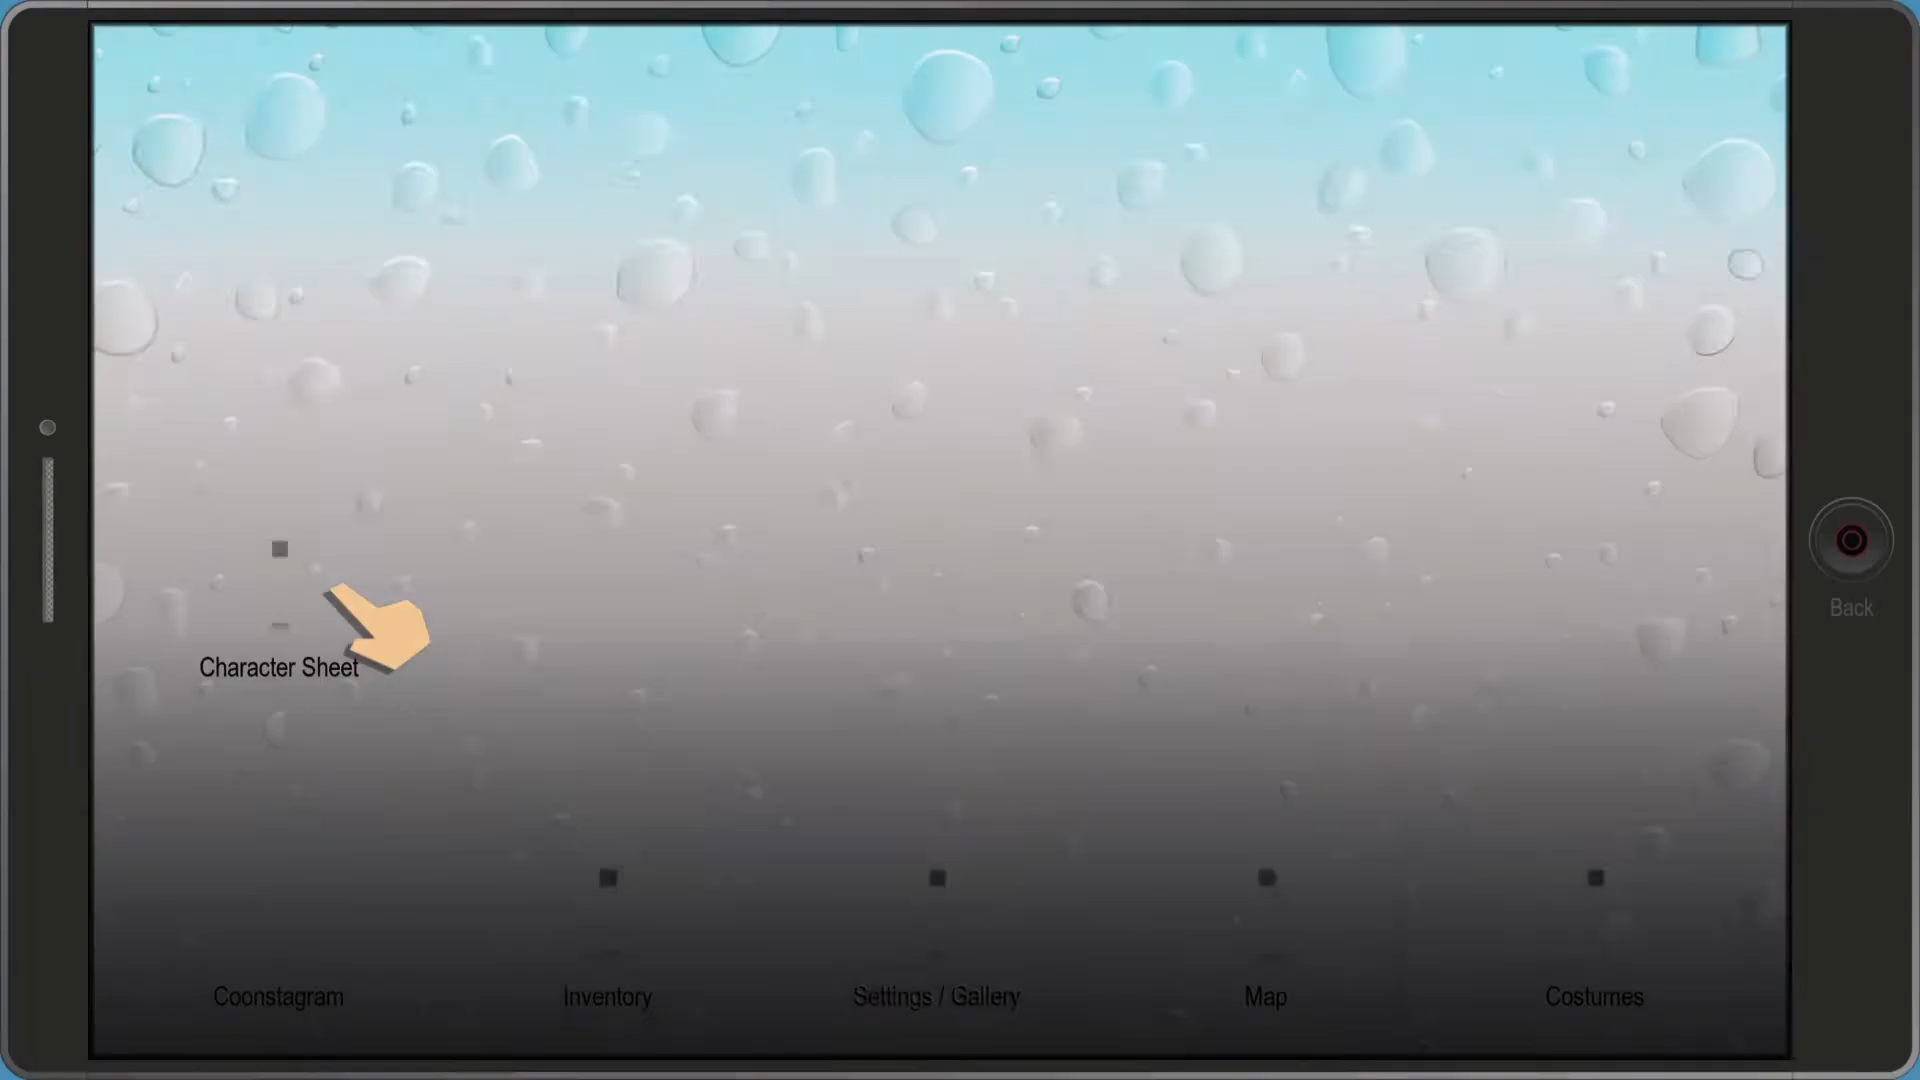 Back
Character Sheet
Coonstagram
Inventory
Settings / Gallery
Map
Costumes